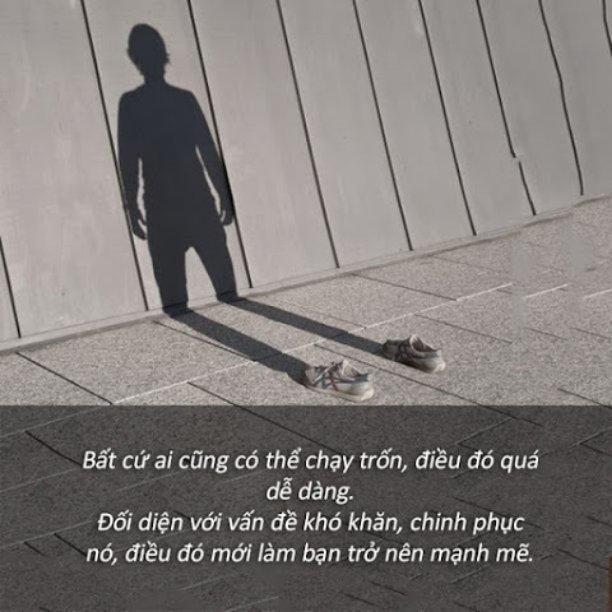 Bất cứ ai cũng có thể chạy trốn, điều đó quá
dễ dàng.
Đối diện với vấn đề khó khăn, chinh phục
nó, điều đó mới làm bạn trở nên mạnh mẽ.